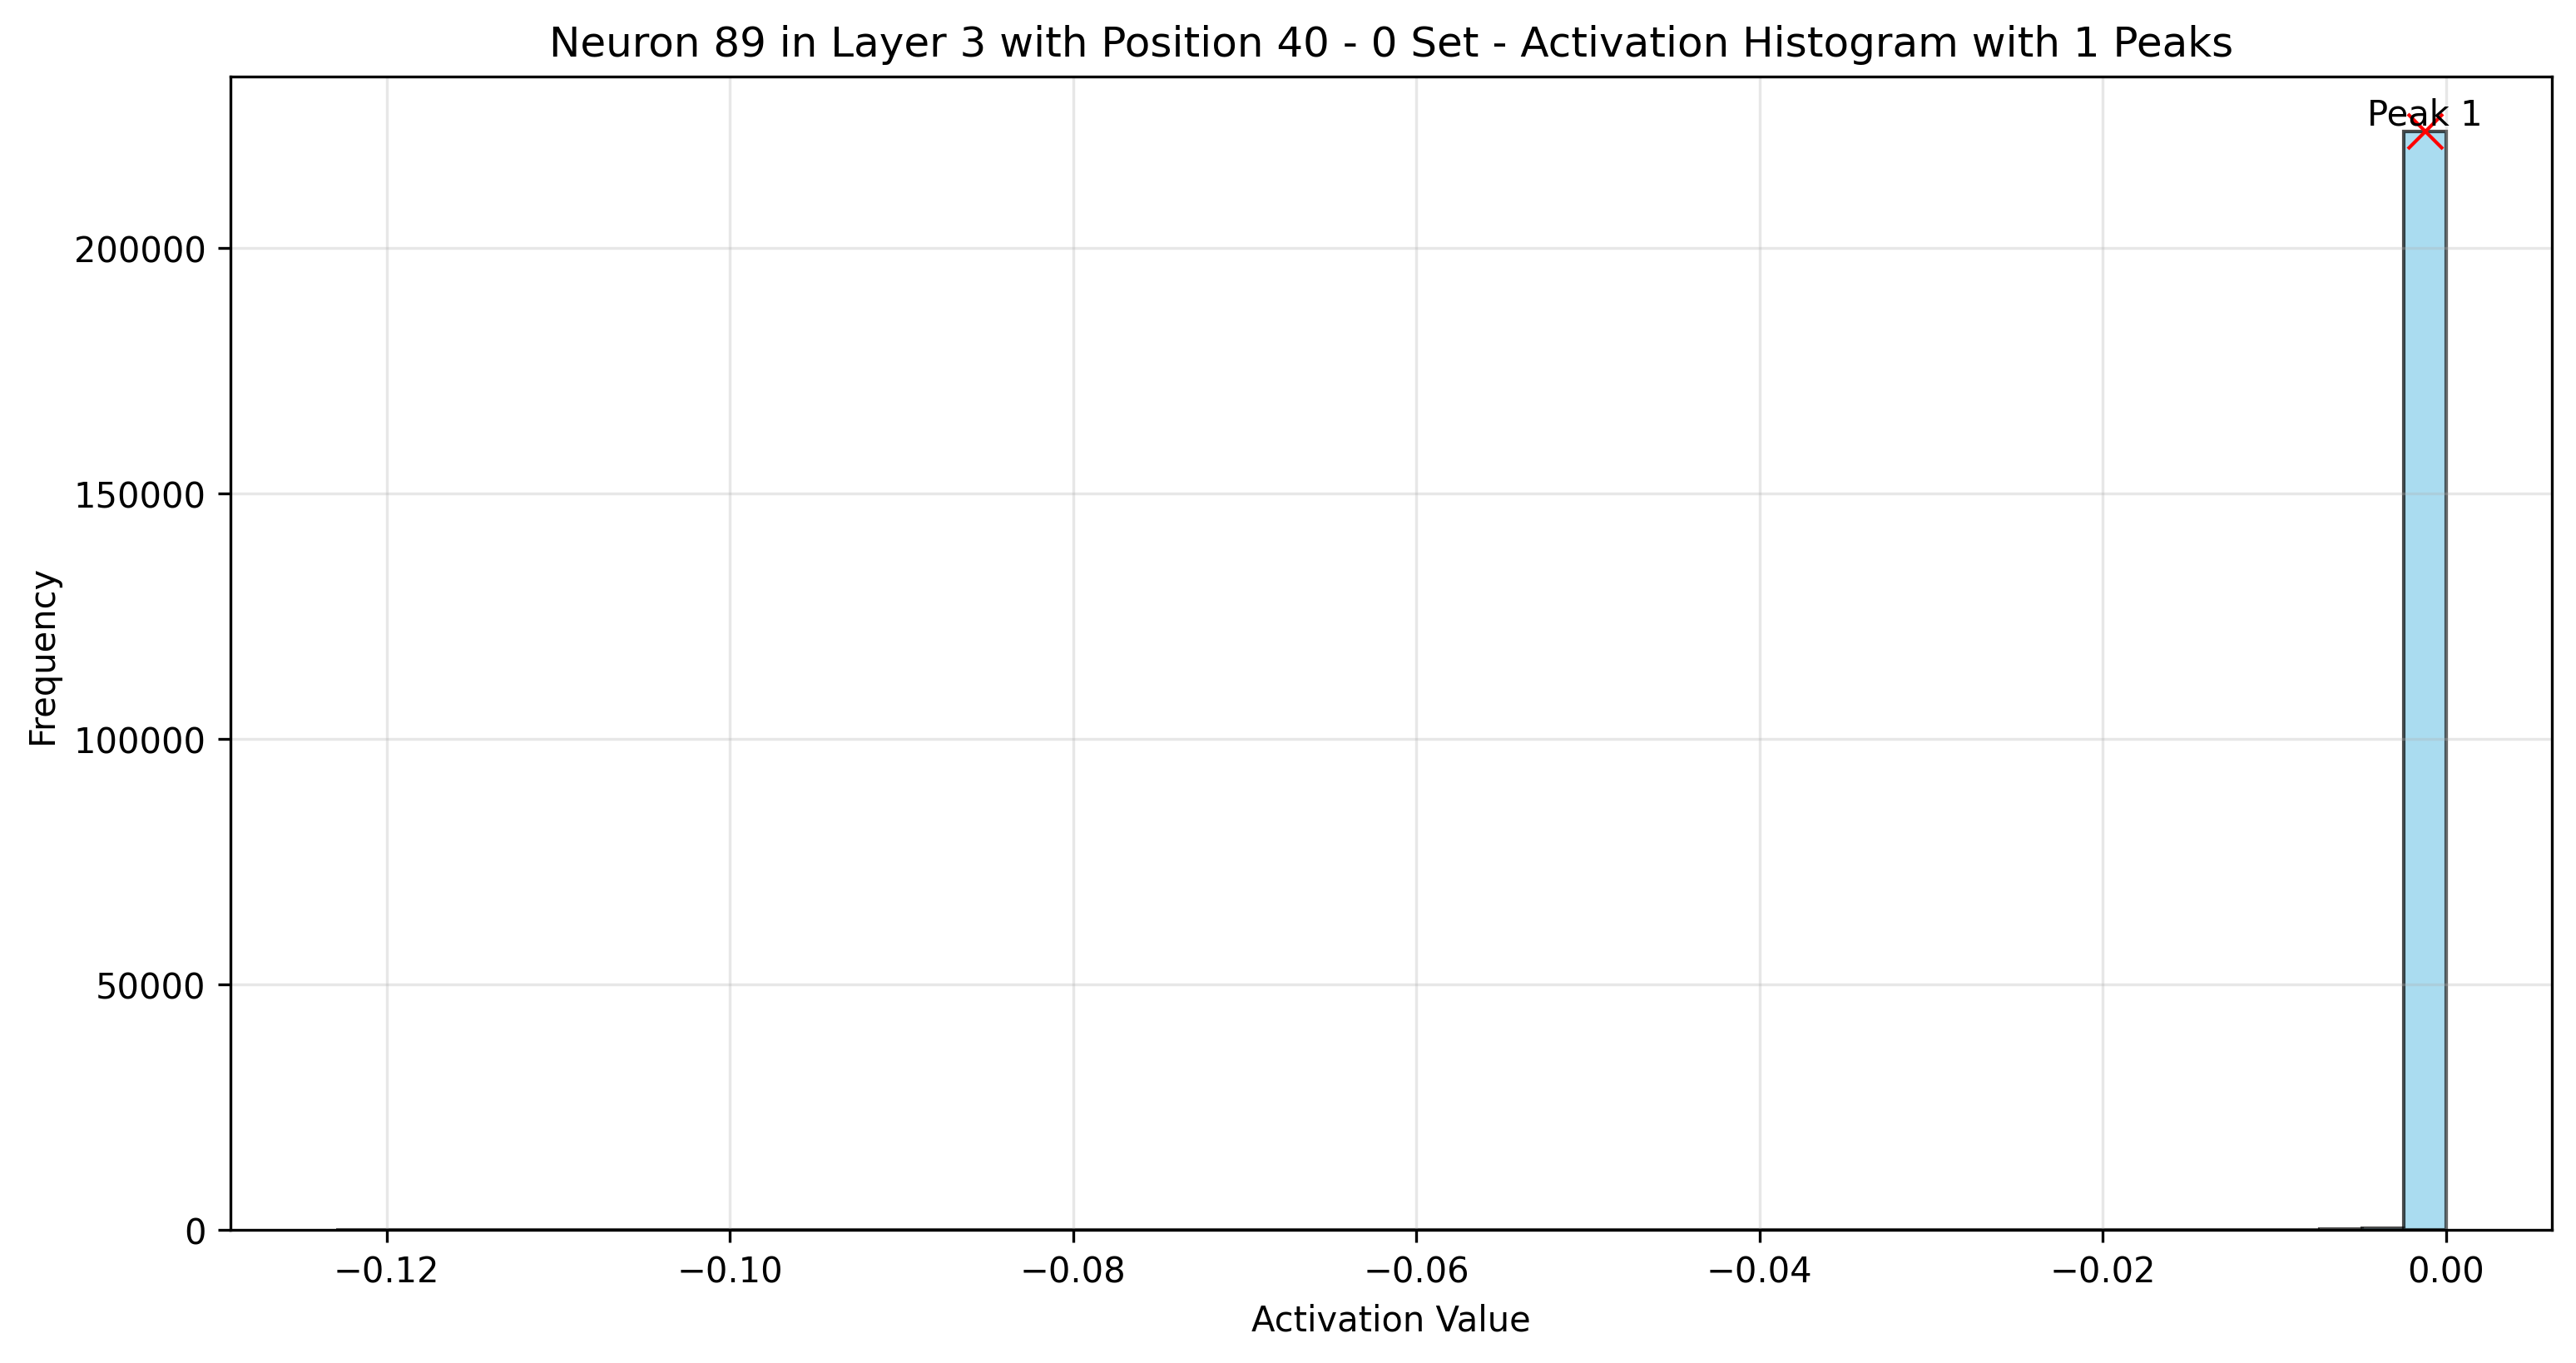 Neuron 89 in Layer 3 with Position 40 - 0 Set - Activation Histogram with 1 Peaks
Peak 1
200000
150000
100000
50000
0
Frequency
−0.12 −0.10 −0.08 −0.06 −0.04 −0.02 0.00
Activation Value